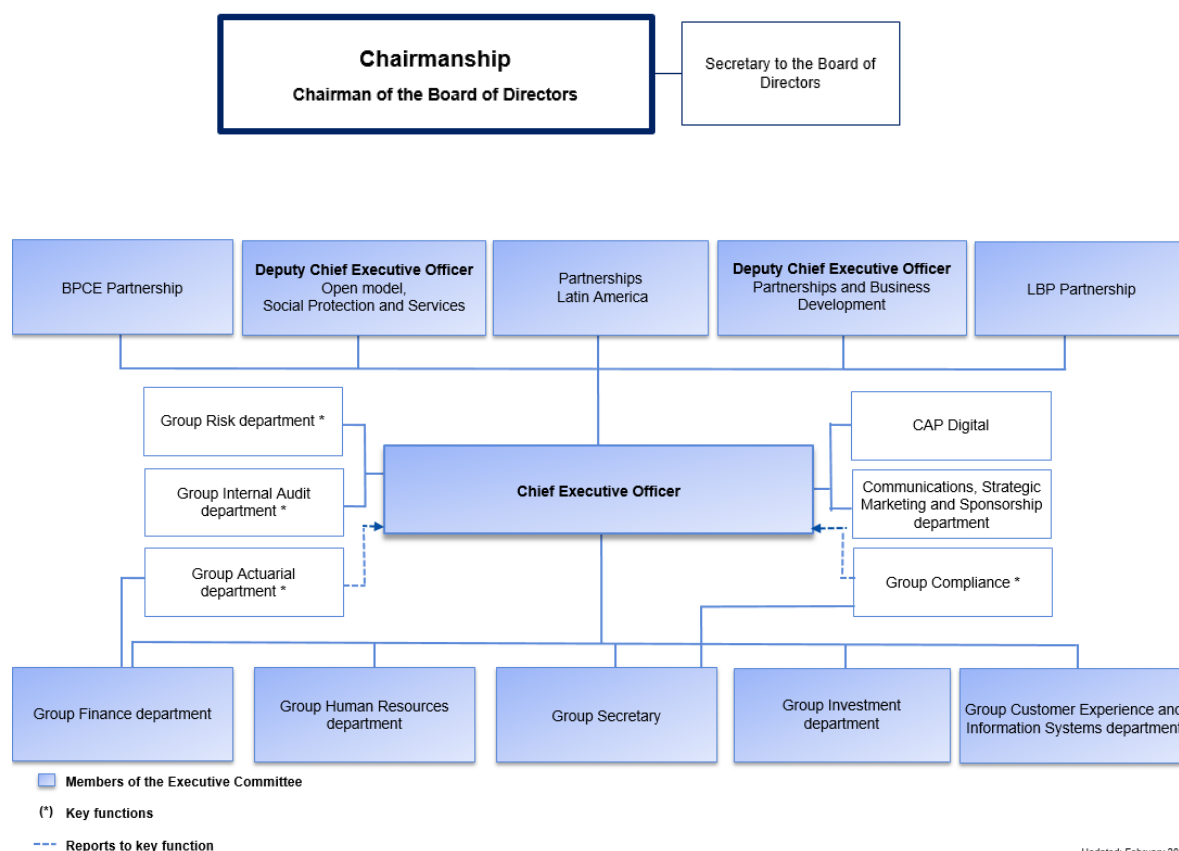 Chairmanship
Chairman of the Board of Directors
Secretary to the Board of
Directors
BPCE Partnership
Deputy Chief Executive Officer
Open model,
Social Protection and Services
Partnerships
Latin America
Deputy Chief Executive Officer
Partnerships and Business
Development
LBP Partnership
Group Risk department *
CAP Digital
Chief Executive Officer
Group Internal Audit
department *
Communications, Strategic
Marketing and Sponsorship
department
Group Actuarial
department *
Group Compliance *
Group Finance department
Group Human Resources
department
Group Secretary
Group Investment
department
Group Customer Experience and
Information Systems department
Members of the Executive Committee
(*) Key functions
Reports to key function
Updated: February